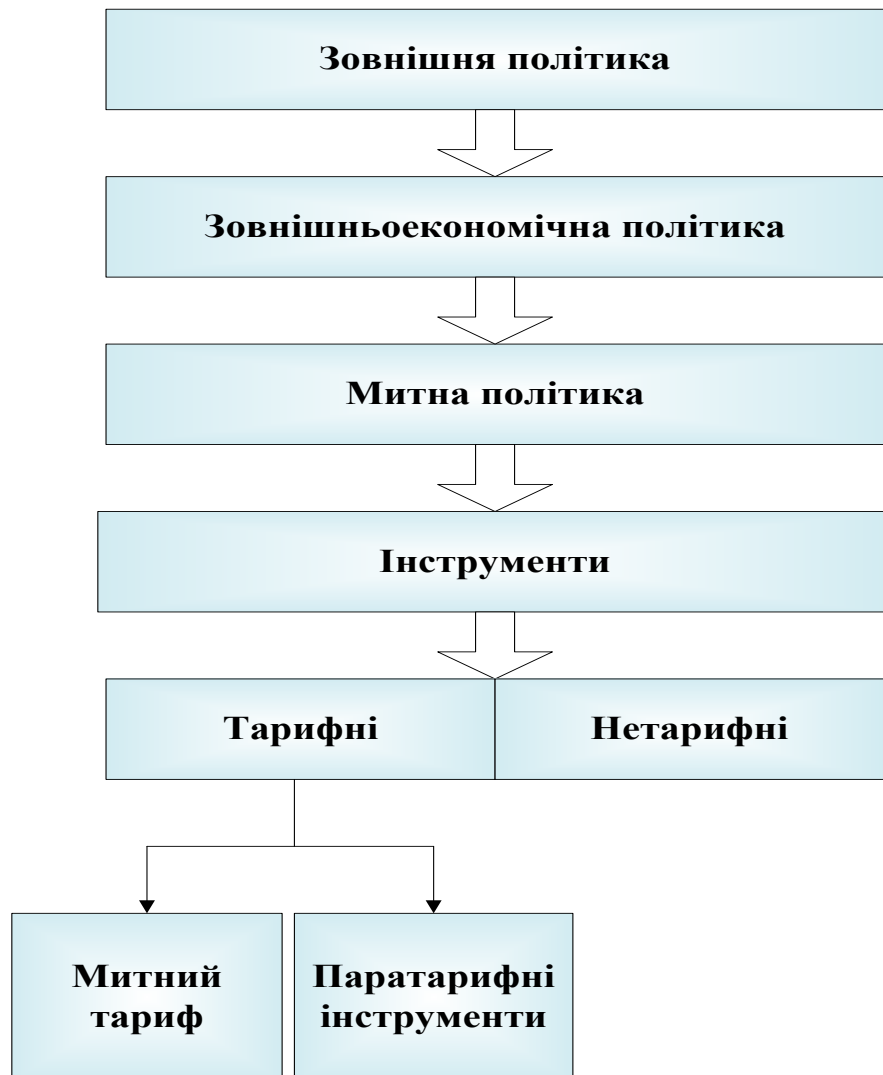 Зовнішня політика
Зовнішньоекономічна політика
Митна політика
Інструменти
Тарифні
Нетарифні
Митний
тариф
Паратарифні
інструменти